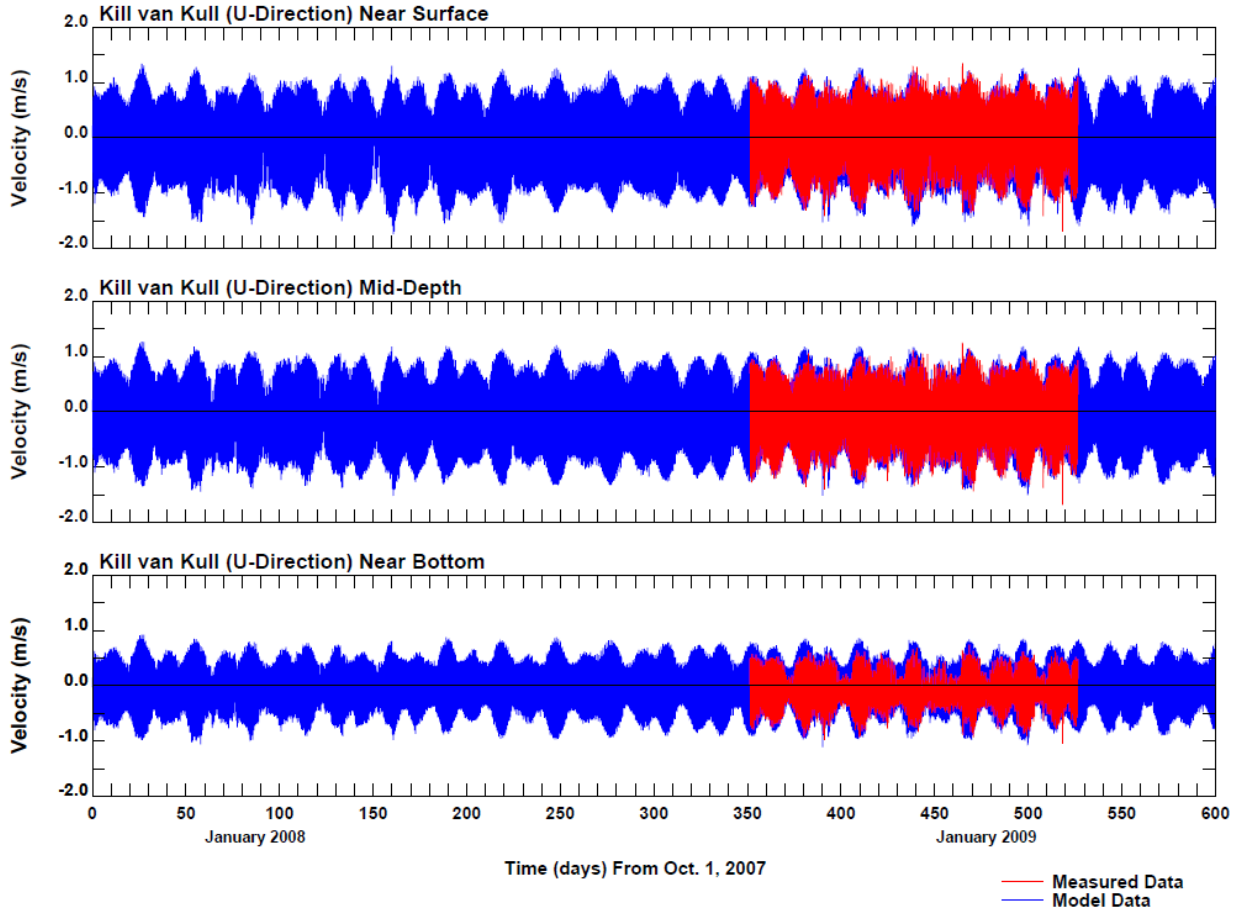 Kill van Kull (U-Direction) Near Surface
2.0
1.0
0.0
-1.0
-2.0
Velocity (m/s)
Kill van Kull (U-Direction) Mid-Depth
2.0
1.0
0.0
-1.0
-2.0
Velocity (m/s)
Kill van Kull (U-Direction) Near Bottom
2.0
1.0
0.0
-1.0
-2.0
Velocity (m/s)
0 50 100 150 200 250 300 350 400 450 500 550 600
January 2008 January 2009
Time (days) From Oct. 1, 2007
Measured Data
Model Data